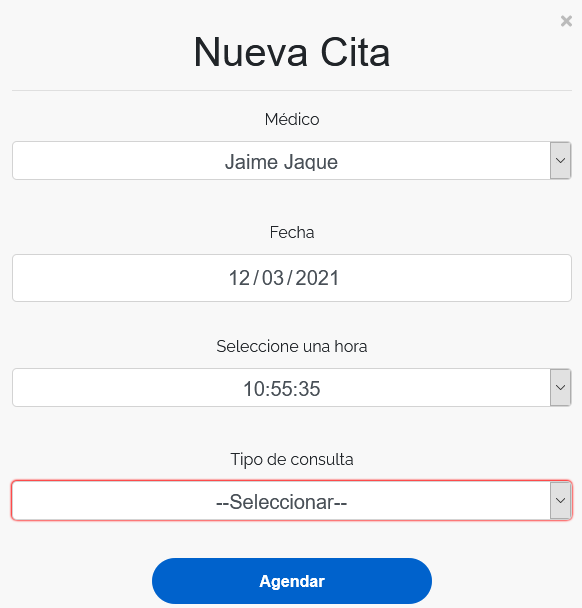 ×
Nueva Cita
Médico
Jaime Jaque
Fecha
12/03/2021
Seleccione una hora
10:55:35
Tipo de consulta
--Seleccionar--
Agendar